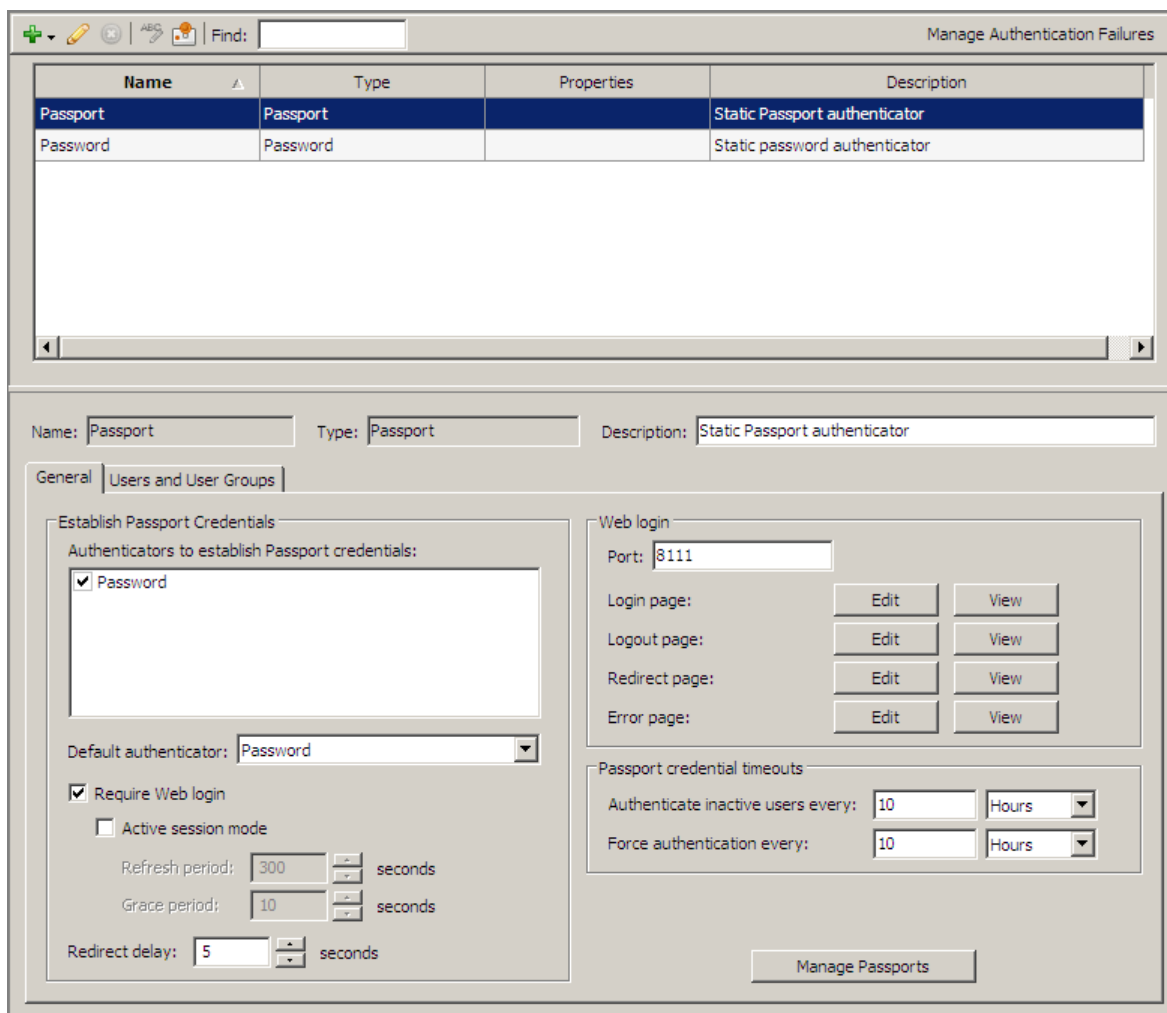 ABC Find: Manage Authentication Failures
Name Type Properties Description
Passport Passport Static Passport authenticator
Password Password Static password authenticator
Name: Passport Type: Passport Description: Static Passport authenticator
General Users and User Groups
Establish Passport Credentials
Authenticators to establish Passport credentials:
Password
Default authenticator: Password
Require Web login
Active session mode
Refresh period: 300 seconds
Grace period: 10 seconds
Redirect delay: 5 seconds
Web login
Port: 8111
Login page: Edit View
Logout page: Edit View
Redirect page: Edit View
Error page: Edit View
Passport credential timeouts
Authenticate inactive users every: 10 Hours
Force authentication every: 10 Hours
Manage Passports